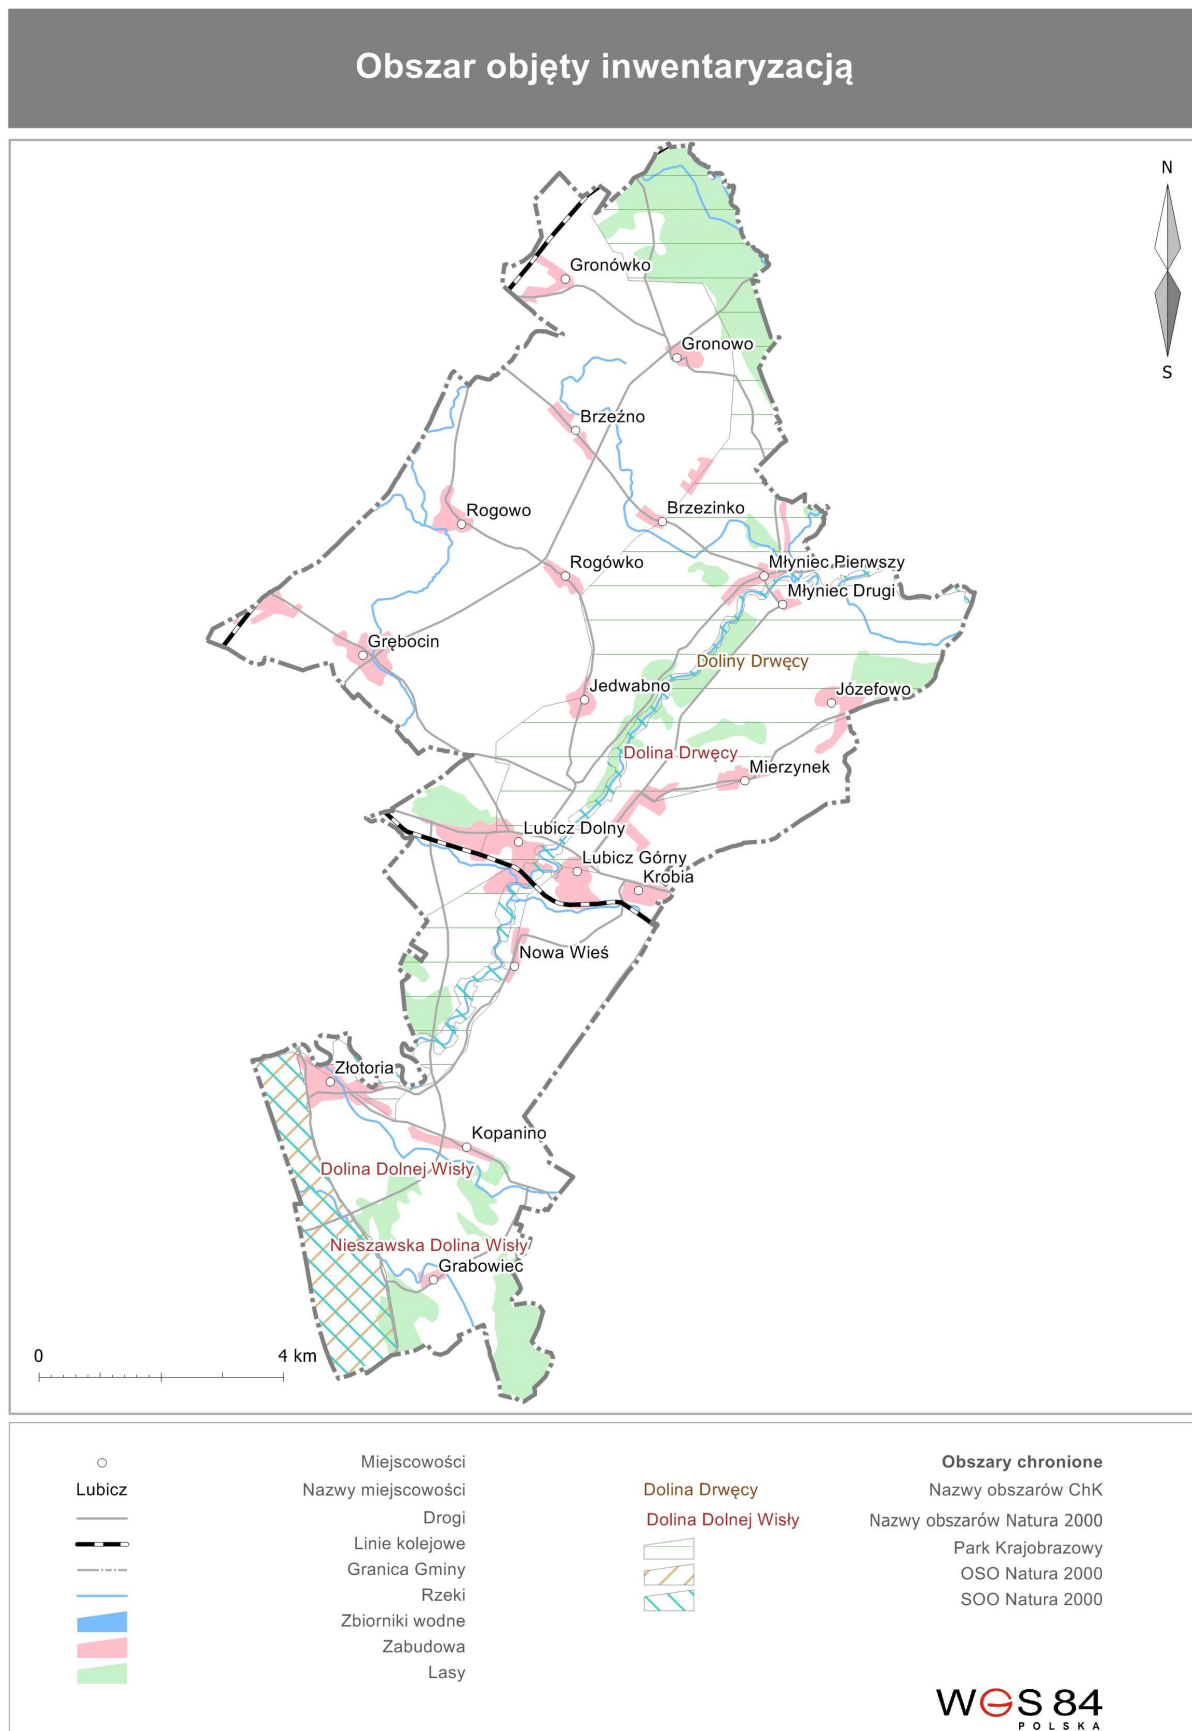 Obszar objęty inwentaryzacją
N
S
Gronówko
Gronowo
Brzeźno
Rogowo
Brzezinko
Rogówko
Młyniec Pierwszy
Młyniec Drugi
Grębocin
Doliny Drwęcy
Jedwabno
Józefowo
Dolina Drwęcy
Mierzynek
Lubicz Dolny
Lubicz Górny
Krobia
Nowa Wieś
Złotoria
Kopanino
Dolina Dolnej Wisły
Nieszawska Dolina Wisły
Grabowiec
0 4 km
Miejscowości
Lubicz Nazwy miejscowości
Drogi
Linie kolejowe
Granica Gminy
Rzeki
Zbiorniki wodne
Zabudowa
Lasy
Obszary chronione
Dolina Drwęcy Nazwy obszarów ChK
Dolina Dolnej Wisły Nazwy obszarów Natura 2000
Park Krajobrazowy
OSO Natura 2000
SOO Natura 2000
WGS 84
POLSKA